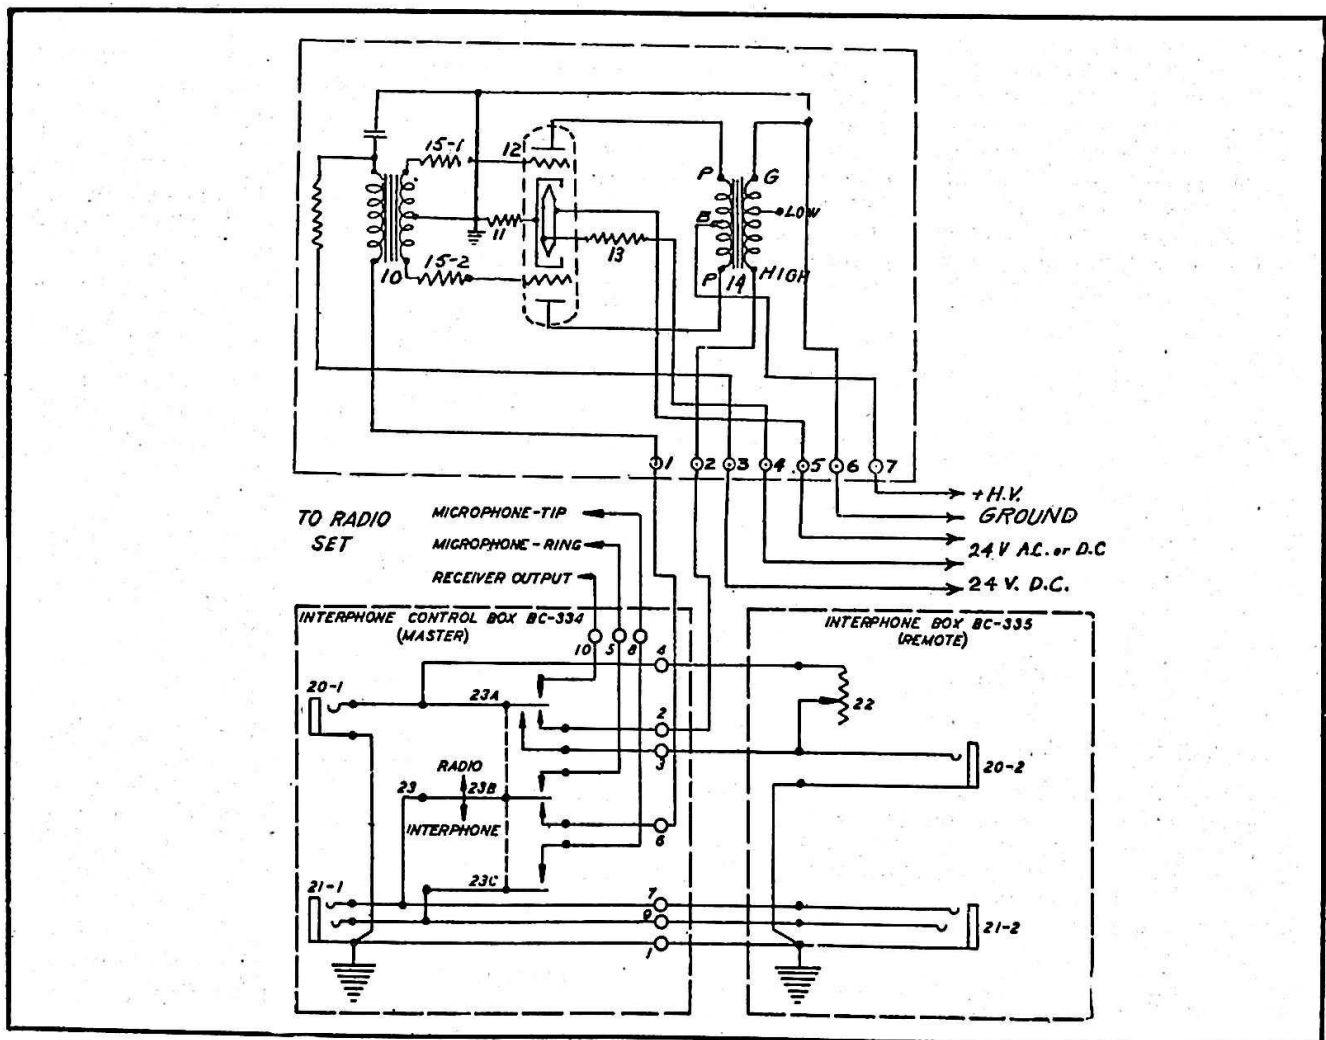 15-1
12
P
G
B
LOW
11
13
15-2
10
P
14
HIGH
1
2
3
4
5
6
7
+H.V.
GROUND
24 V A.C. or D.C
24 V. D.C.
TO RADIO
SET
MICROPHONE-TIP
MICROPHONE-RING
RECEIVER OUTPUT
INTERPHONE CONTROL BOX BC-334
(MASTER)
10
5
8
4
20-1
23A
2
3
RADIO
23
23B
INTERPHONE
6
23C
21-1
7
9
1
INTERPHONE BOX BC-335
(REMOTE)
22
20-2
21-2